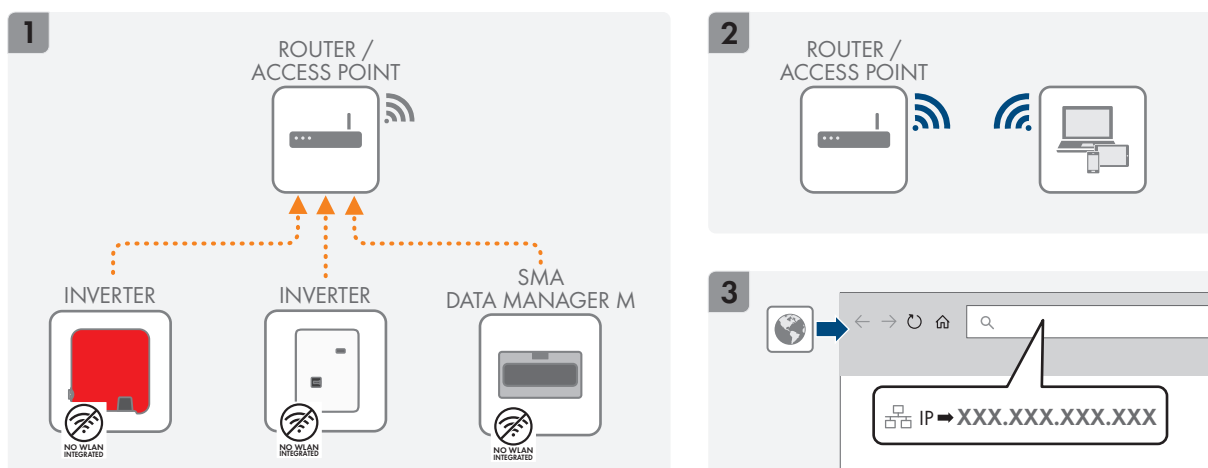 1
ROUTER /
ACCESS POINT
INVERTER
INVERTER
SMA
DATA MANAGER M
NO WLAN
INTEGRATED
NO WLAN
INTEGRATED
NO WLAN
INTEGRATED
2
ROUTER /
ACCESS POINT
3
IP ➡ XXX.XXX.XXX.XXX